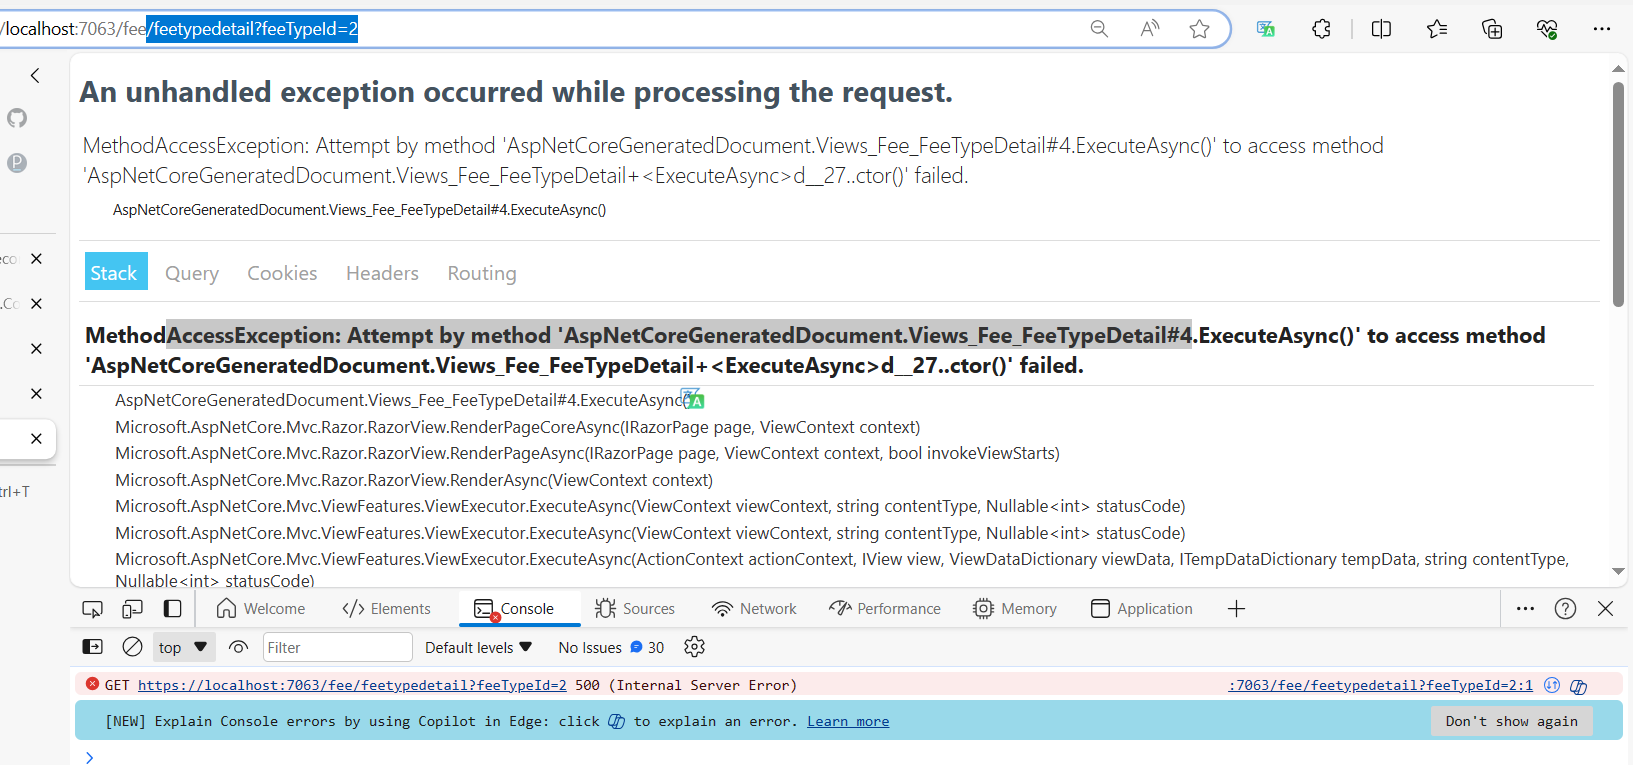 /localhost:7063/fee/feetypedetail?feeTypeId=2
An unhandled exception occurred while processing the request.
MethodAccessException: Attempt by method 'AspNetCoreGeneratedDocument.Views_Fee_FeeTypeDetail#4.ExecuteAsync()' to access method
'AspNetCoreGeneratedDocument.Views_Fee_FeeTypeDetail+<ExecuteAsync>d__27..ctor()' failed.
AspNetCoreGeneratedDocument.Views_Fee_FeeTypeDetail#4.ExecuteAsync()
Stack Query Cookies Headers Routing
MethodAccessException: Attempt by method 'AspNetCoreGeneratedDocument.Views_Fee_FeeTypeDetail#4.ExecuteAsync()' to access method
'AspNetCoreGeneratedDocument.Views_Fee_FeeTypeDetail+<ExecuteAsync>d__27..ctor()' failed.
AspNetCoreGeneratedDocument.Views_Fee_FeeTypeDetail#4.ExecuteAsync()
Microsoft.AspNetCore.Mvc.Razor.RazorView.RenderPageCoreAsync(IRazorPage page, ViewContext context)
Microsoft.AspNetCore.Mvc.Razor.RazorView.RenderPageAsync(IRazorPage page, ViewContext context, bool invokeViewStarts)
Microsoft.AspNetCore.Mvc.Razor.RazorView.RenderAsync(ViewContext context)
Microsoft.AspNetCore.Mvc.ViewFeatures.ViewExecutor.ExecuteAsync(ViewContext viewContext, string contentType, Nullable<int> statusCode)
Microsoft.AspNetCore.Mvc.ViewFeatures.ViewExecutor.ExecuteAsync(ViewContext viewContext, string contentType, Nullable<int> statusCode)
Microsoft.AspNetCore.Mvc.ViewFeatures.ViewExecutor.ExecuteAsync(ActionContext actionContext, IView view, ViewDataDictionary viewData, ITempDataDictionary tempData, string contentType,
Nullable<int> statusCode)
trl+T
Welcome Elements Console Sources Network Performance Memory Application
top Filter Default levels No Issues 30
GET https://localhost:7063/fee/feetypedetail?feeTypeId=2 500 (Internal Server Error) :7063/fee/feetypedetail?feeTypeId=2:1
[NEW] Explain Console errors by using Copilot in Edge: click to explain an error. Learn more Don't show again